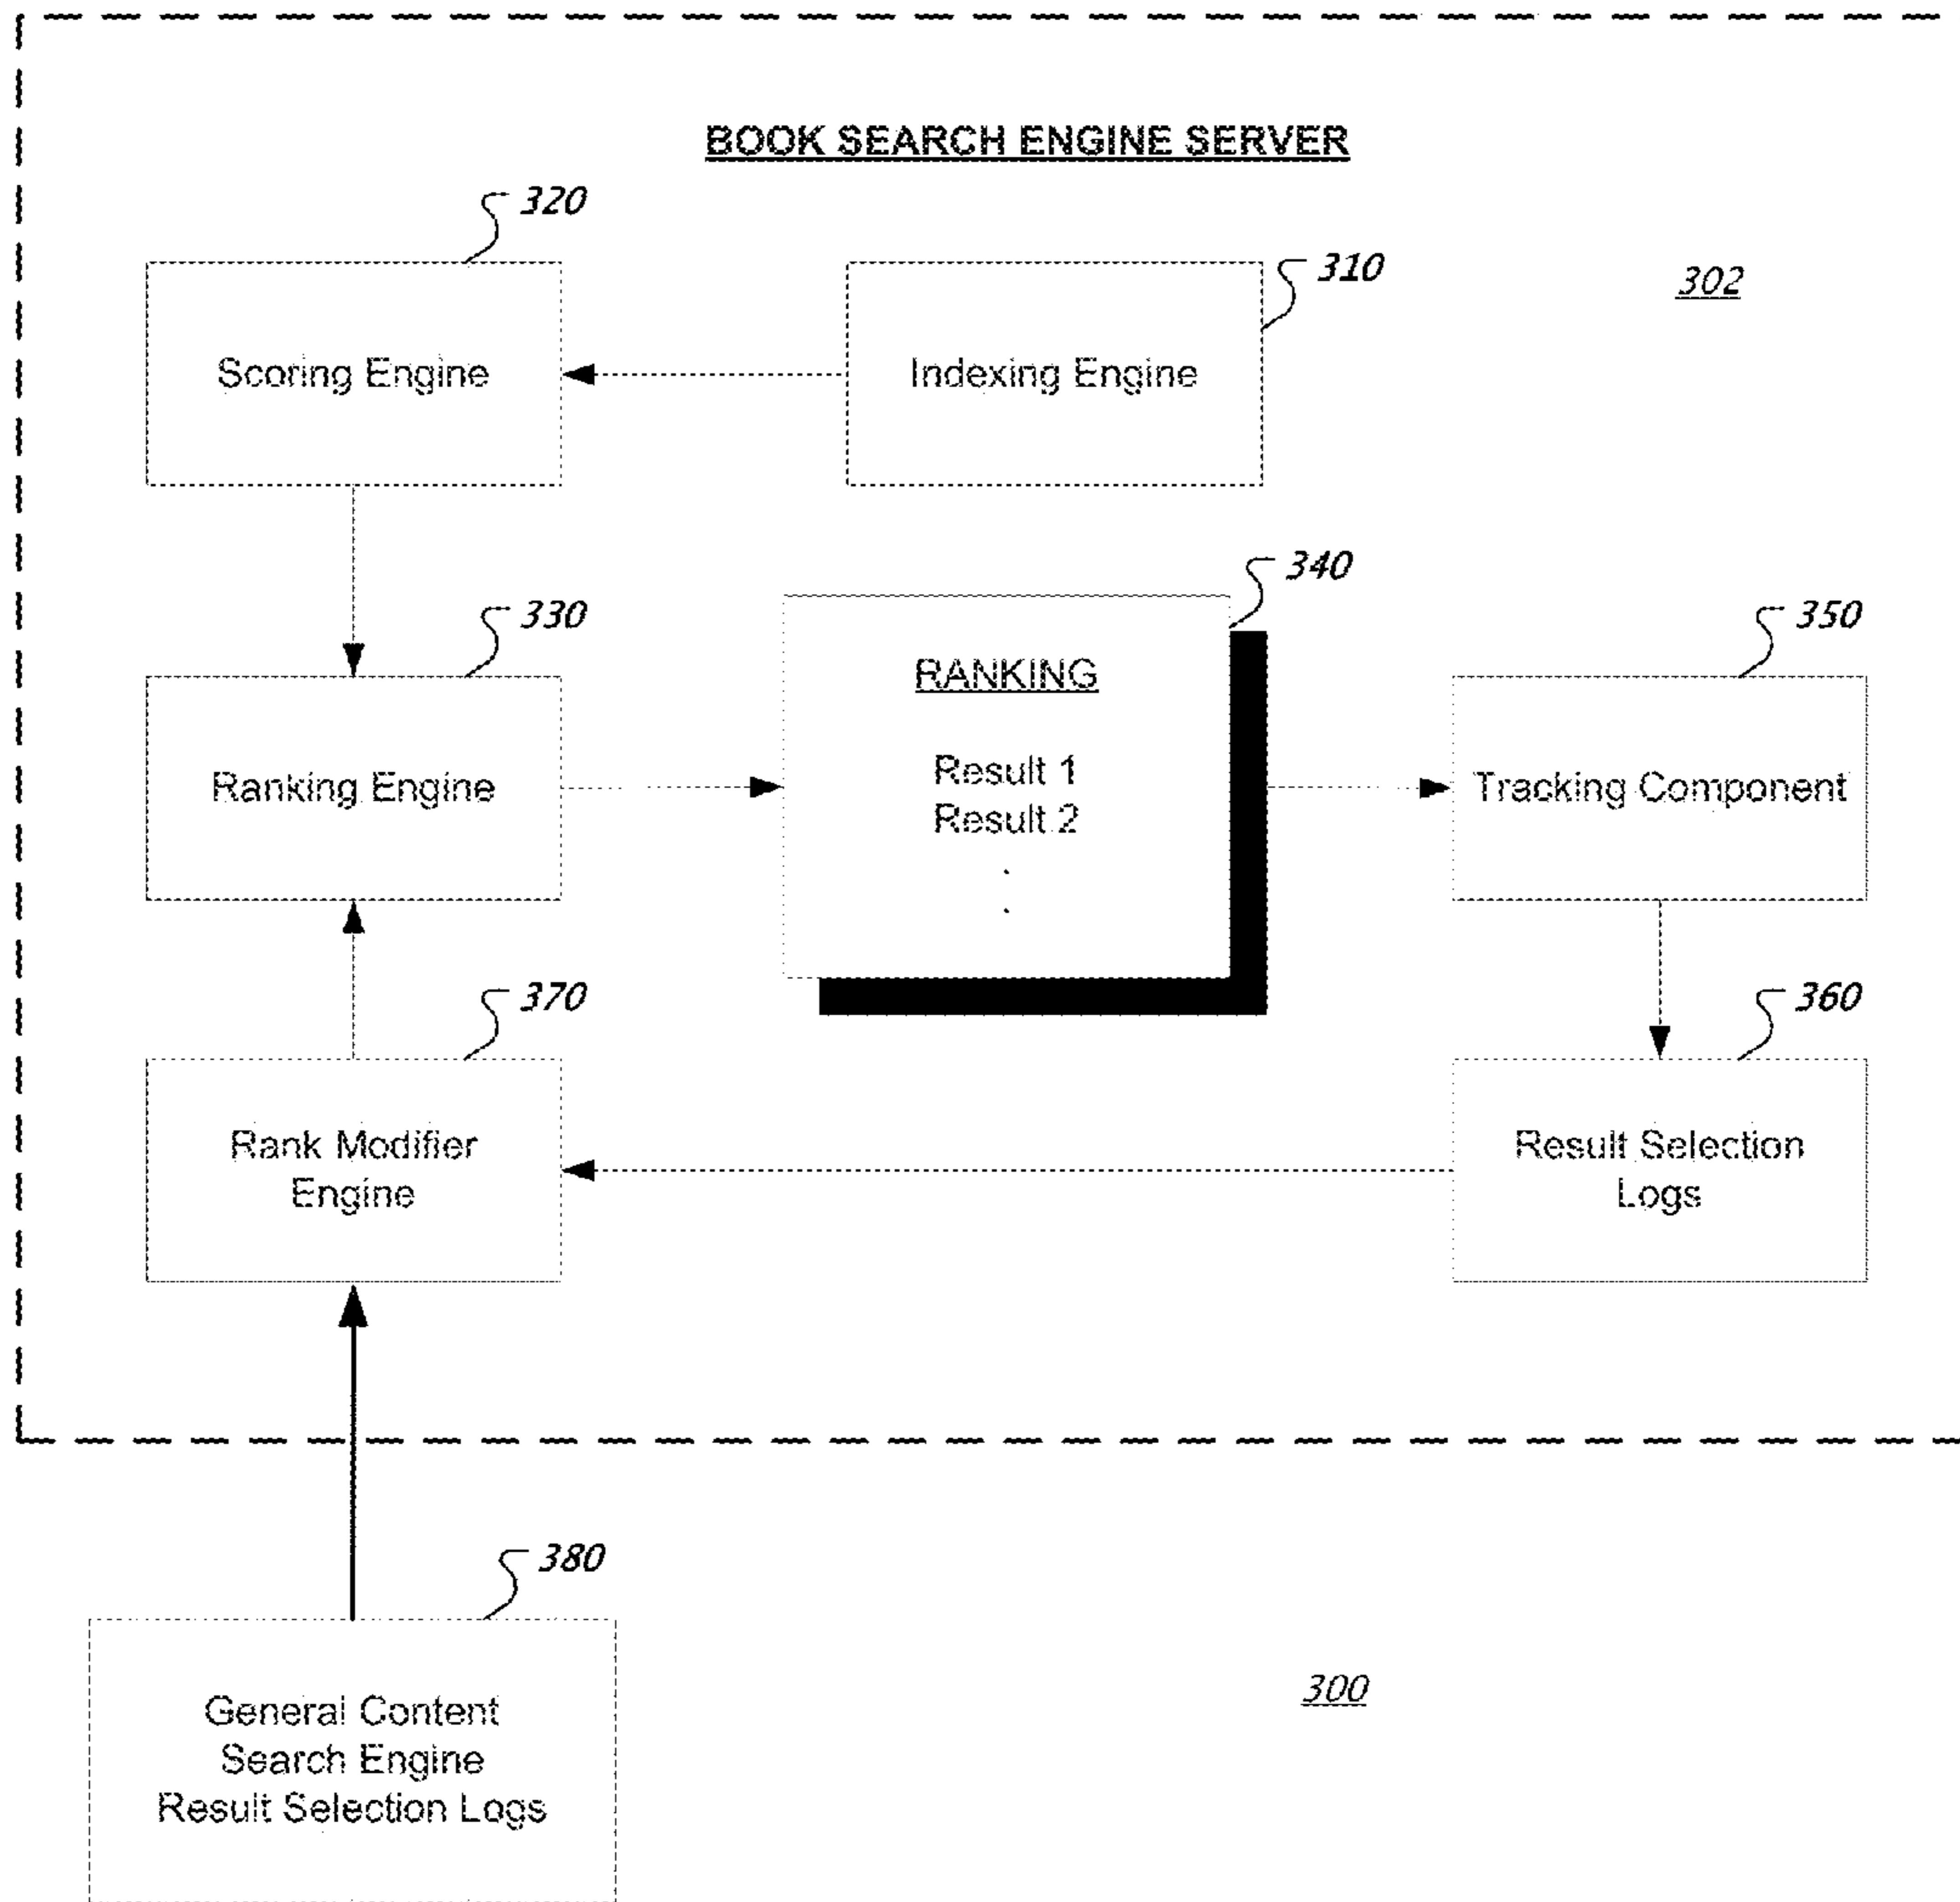 BOOK SEARCH ENGINE SERVER
320
310
302
Scoring Engine
Indexing Engine
340
330
350
RANKING
Ranking Engine
Result 1
Result 2
.
.
Tracking Component
370
360
Rank Modifier
Engine
Result Selection
Logs
380
General Content
Search Engine
Result Selection Logs
300